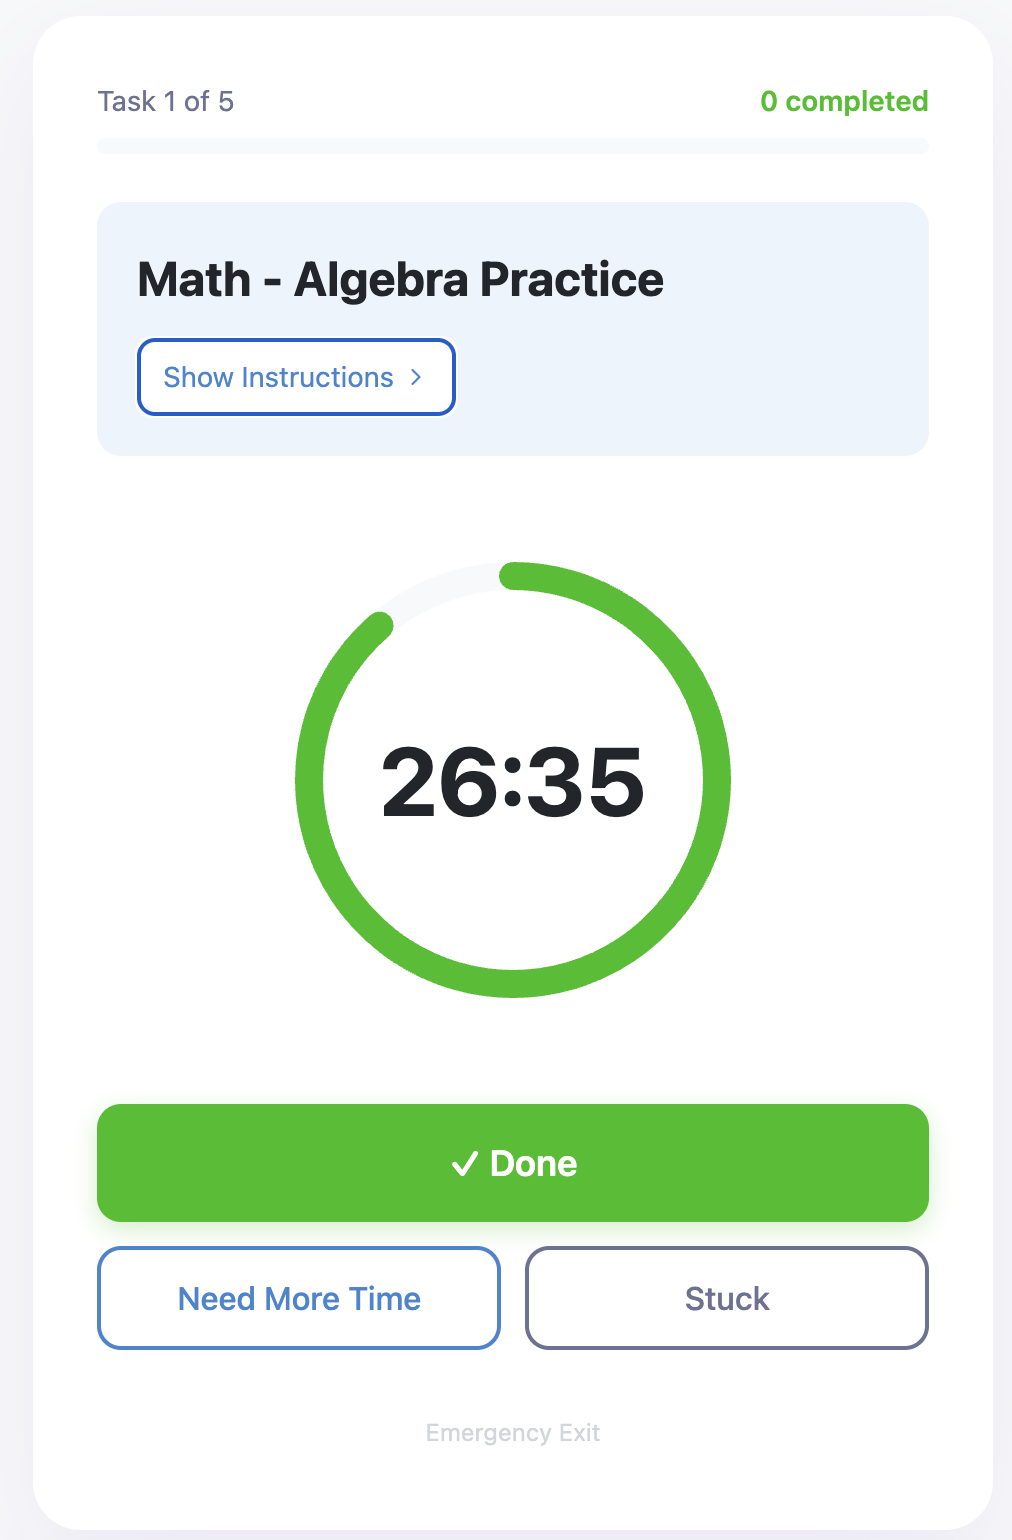 Task 1 of 5
0 completed
Math - Algebra Practice
Show Instructions >
26:35
✓ Done
Need More Time
Stuck
Emergency Exit